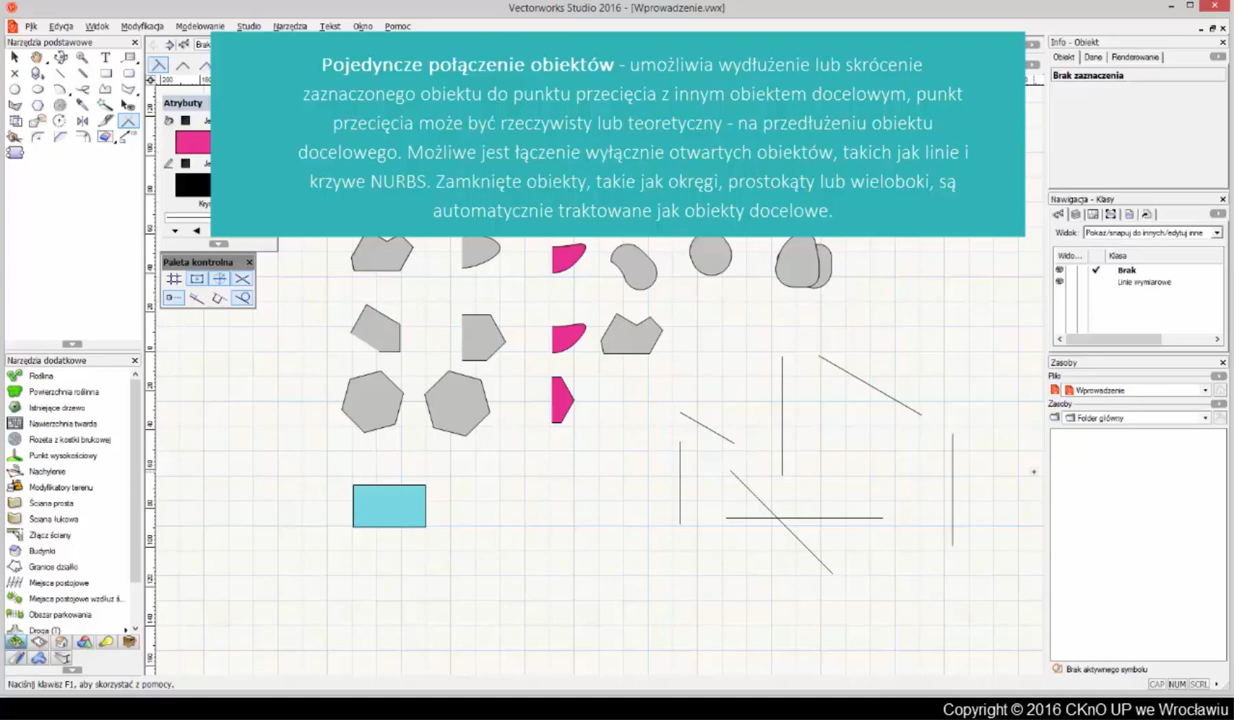 Vectorworks Studio 2016 - [Wprowadzenie.vwx]
Plik Edycja Widok Modyfikacja Modelowanie Studio Narzędzia Tekst Okno Pomoc
Narzędzia podstawowe
Atrybuty
Pojedyncze połączenie obiektów - umożliwia wydłużenie lub skrócenie
zaznaczonego obiektu do punktu przecięcia z innym obiektem docelowym, punkt
przecięcia może być rzeczywisty lub teoretyczny - na przedłużeniu obiektu
docelowego. Możliwe jest łączenie wyłącznie otwartych obiektów, takich jak linie i
krzywe NURBS. Zamknięte obiekty, takie jak okręgi, prostokąty lub wieloboki, są
automatycznie traktowane jak obiekty docelowe.
Paleta kontrolna
Narzędzia dodatkowe
Roślina
Powierzchnia roślinna
Istniejące drzewo
Nawierzchnia twarda
Rozeta z kostki brukowej
Punkt wysokościowy
Nachylenie
Modyfikatory terenu
Ściana prosta
Ściana łukowa
Złącz ściany
Budynki
Granice działki
Miejsca postojowe
Miejsca postojowe wzdłuż ś...
Obszar parkowania
Droga (T)
Info - Obiekt
Obiekt Dane Renderowanie
Brak zaznaczenia
Nawigacja - Klasy
Widok: Pokaż/snapuj do innych/edytuj inne
Wido... Klasa
Brak
Linie wymiarowe
Zasoby
Pliki
Wprowadzenie
Zasoby
Folder główny
Brak aktywnego symbolu
Naciśnij klawisz F1, aby skorzystać z pomocy.
CAP NUM SCRL
Copyright © 2016 CKnO UP we Wrocławiu